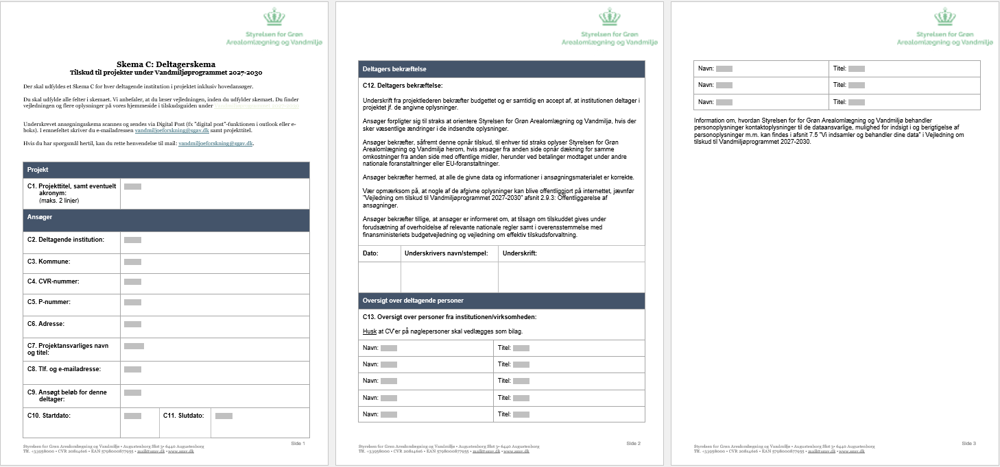 Styrelsen for Grøn
Arealomlægning og Vandmiljø
Skema C: Deltagerskema
Tilskud til projekter under Vandmiljøprogrammet 2027-2030
Der skal udfyldes et Skema C for hver deltagende institution i projektet inklusiv hovedansøger.
Du skal udfylde alle felter i skemaet. Vi anbefaler, at du læser vejledningen, inden du udfylder skemaet. Du finder
vejledningen og flere oplysninger på vores hjemmeside i tilskudsguiden under Vandmiljøprogrammet 2027-2030
Underskrevet ansøgningsskema scannes og sendes via Digital Post (fx "digital post"-funktionen i outlook eller e-
boks). I emnefeltet skriver du e-mailadressen vandmiljoeforskning@sgav.dk samt projekttitel.
Hvis du har spørgsmål hertil, kan du rette henvendelse til mail: vandmiljoeforskning@sgav.dk.
Projekt
C1. Projekttitel, samt eventuelt
akronym:
(maks. 2 linjer)
Ansøger
C2. Deltagende institution:
C3. Kommune:
C4. CVR-nummer:
C5. P-nummer:
C6. Adresse:
C7. Projektansvarliges navn
og titel:
C8. Tlf. og e-mailadresse:
C9. Ansøgt beløb for denne
deltager:
C10. Startdato: C11. Slutdato:
Side 1
Styrelsen for Grøn Arealomlægning og Vandmiljø • Augustenborg Slot 3• 6440 Augustenborg
Tlf. +33958000 • CVR 20814616 • EAN 5798000877955 • mail@sgav.dk •www.sgav.dk
Styrelsen for Grøn
Arealomlægning og Vandmiljø
Deltagers bekræftelse
C12. Deltagers bekræftelse:
Underskrift fra projektlederen bekræfter budgettet og er samtidig en accept af, at institutionen deltager i
projektet jf. de angivne oplysninger.
Ansøger forpligter sig til straks at orientere Styrelsen for Grøn Arealomlægning og Vandmiljø, hvis der
sker væsentlige ændringer i de indsendte oplysninger.
Ansøger bekræfter, såfremt denne opnår tilskud, til enhver tid straks oplyser Styrelsen for Grøn
Arealomlægning og Vandmiljø herom, hvis ansøger fra anden side opnår dækning for samme
omkostninger fra anden side med offentlige midler, herunder ved betalinger modtaget under andre
nationale foranstaltninger eller EU-foranstaltninger.
Ansøger bekræfter hermed, at alle de givne data og informationer i ansøgningsmaterialet er korrekte.
Vær opmærksom på, at nogle af de afgivne oplysninger kan blive offentliggjort på internettet, jævnfør
"Vejledning om tilskud til Vandmiljøprogrammet 2027-2030" afsnit 2.9.3: Offentliggørelse af
ansøgninger.
Ansøger bekræfter tillige, at ansøger er informeret om, at tilsagn om tilskuddet gives under
forudsætning af overholdelse af relevante nationale regler samt i overensstemmelse med
finansministeriets budgetvejledning og vejledning om effektiv tilskudsforvaltning.
Dato: Underskrivers navn/stempel: Underskrift:
Oversigt over deltagende personer
C13. Oversigt over personer fra institutionen/virksomheden:
Husk at CV'er på nøglepersoner skal vedlægges som bilag.
Navn: Titel:
Navn: Titel:
Navn: Titel:
Navn: Titel:
Navn: Titel:
Side 2
Styrelsen for Grøn Arealomlægning og Vandmiljø • Augustenborg Slot 3• 6440 Augustenborg
Tlf. +33958000 • CVR 20814616 • EAN 5798000877955 • mail@sgav.dk •www.sgav.dk
Styrelsen for Grøn
Arealomlægning og Vandmiljø
Navn: Titel:
Navn: Titel:
Navn: Titel:
Information om, hvordan Styrelsen for for Grøn Arealomlægning og Vandmiljø behandler
personoplysninger kontaktoplysninger til de dataansvarlige, mulighed for indsigt i og berigtigelse af
personoplysninger m.m. kan findes i afsnit 7.5 "Vi indsamler og behandler dine data" i Vejledning om
tilskud til Vandmiljøprogrammet 2027-2030.
Side 3
Styrelsen for Grøn Arealomlægning og Vandmiljø • Augustenborg Slot 3• 6440 Augustenborg
Tlf. +33958000 • CVR 20814616 • EAN 5798000877955 • mail@sgav.dk •www.sgav.dk